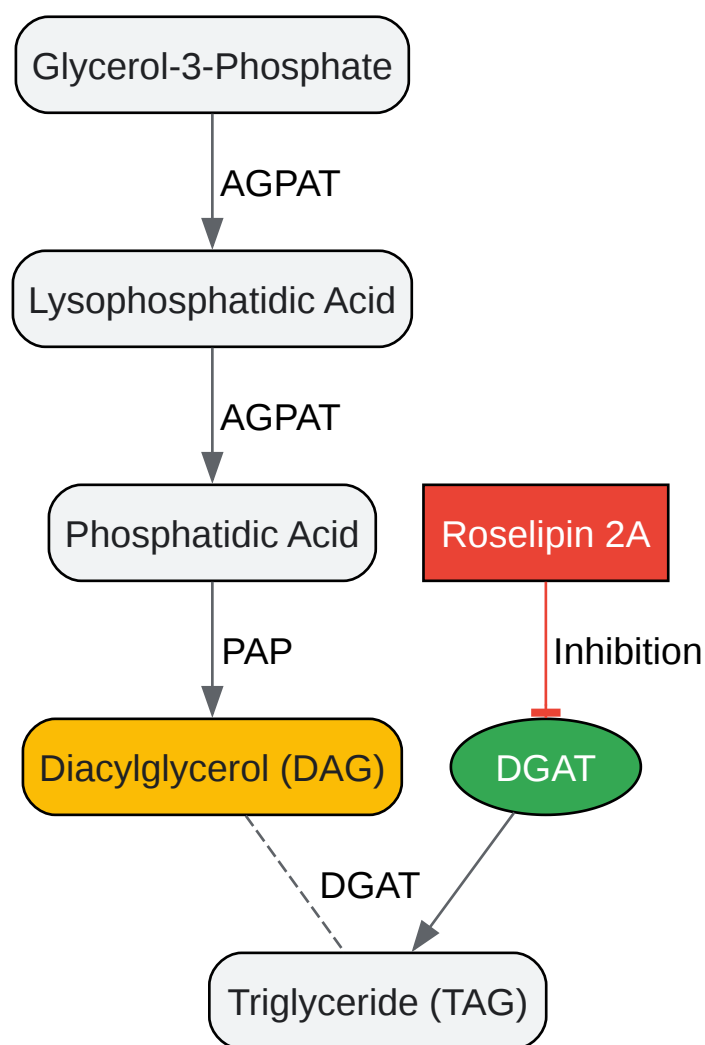 Glycerol-3-Phosphate
AGPAT
Lysophosphatidic Acid
AGPAT
Phosphatidic Acid
Roselipin 2A
PAP
Inhibition
Diacylglycerol (DAG)
DGAT
DGAT
Triglyceride (TAG)